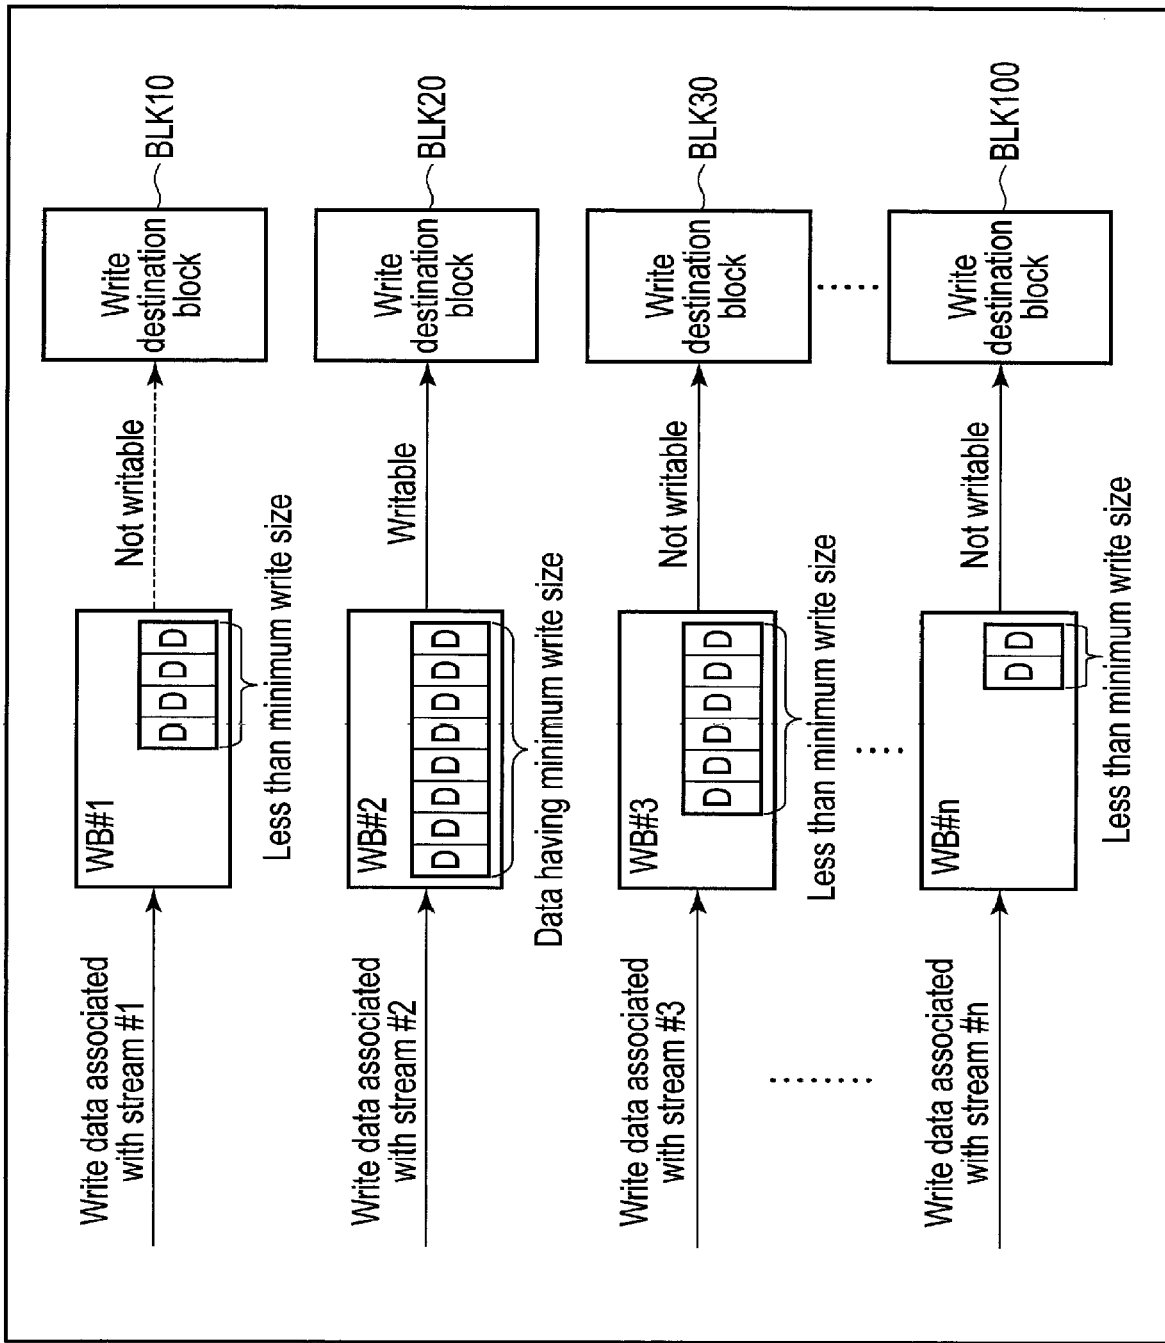 Write data associated
with stream #1
WB#1
D D D D
Less than minimum write size
Not writable
Write
destination
block
BLK10
Write data associated
with stream #2
WB#2
D D D D D D D D
Data having minimum write size
Writable
Write
destination
block
BLK20
Write data associated
with stream #3
WB#3
D D D D D D
Less than minimum write size
Not writable
Write
destination
block
BLK30
Write data associated
with stream #n
WB#n
D D
Less than minimum write size
Not writable
Write
destination
block
BLK100